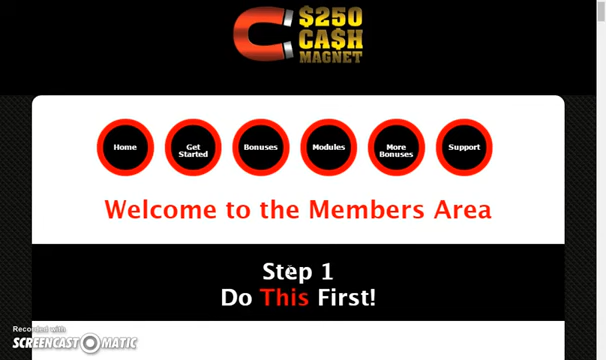 $250
CA$H
MAGNET
Home
Get
Started
Bonuses
Modules
More
Bonuses
Support
Welcome to the Members Area
Step 1
Do This First!
Recorded with
SCREENCAST-O-MATIC